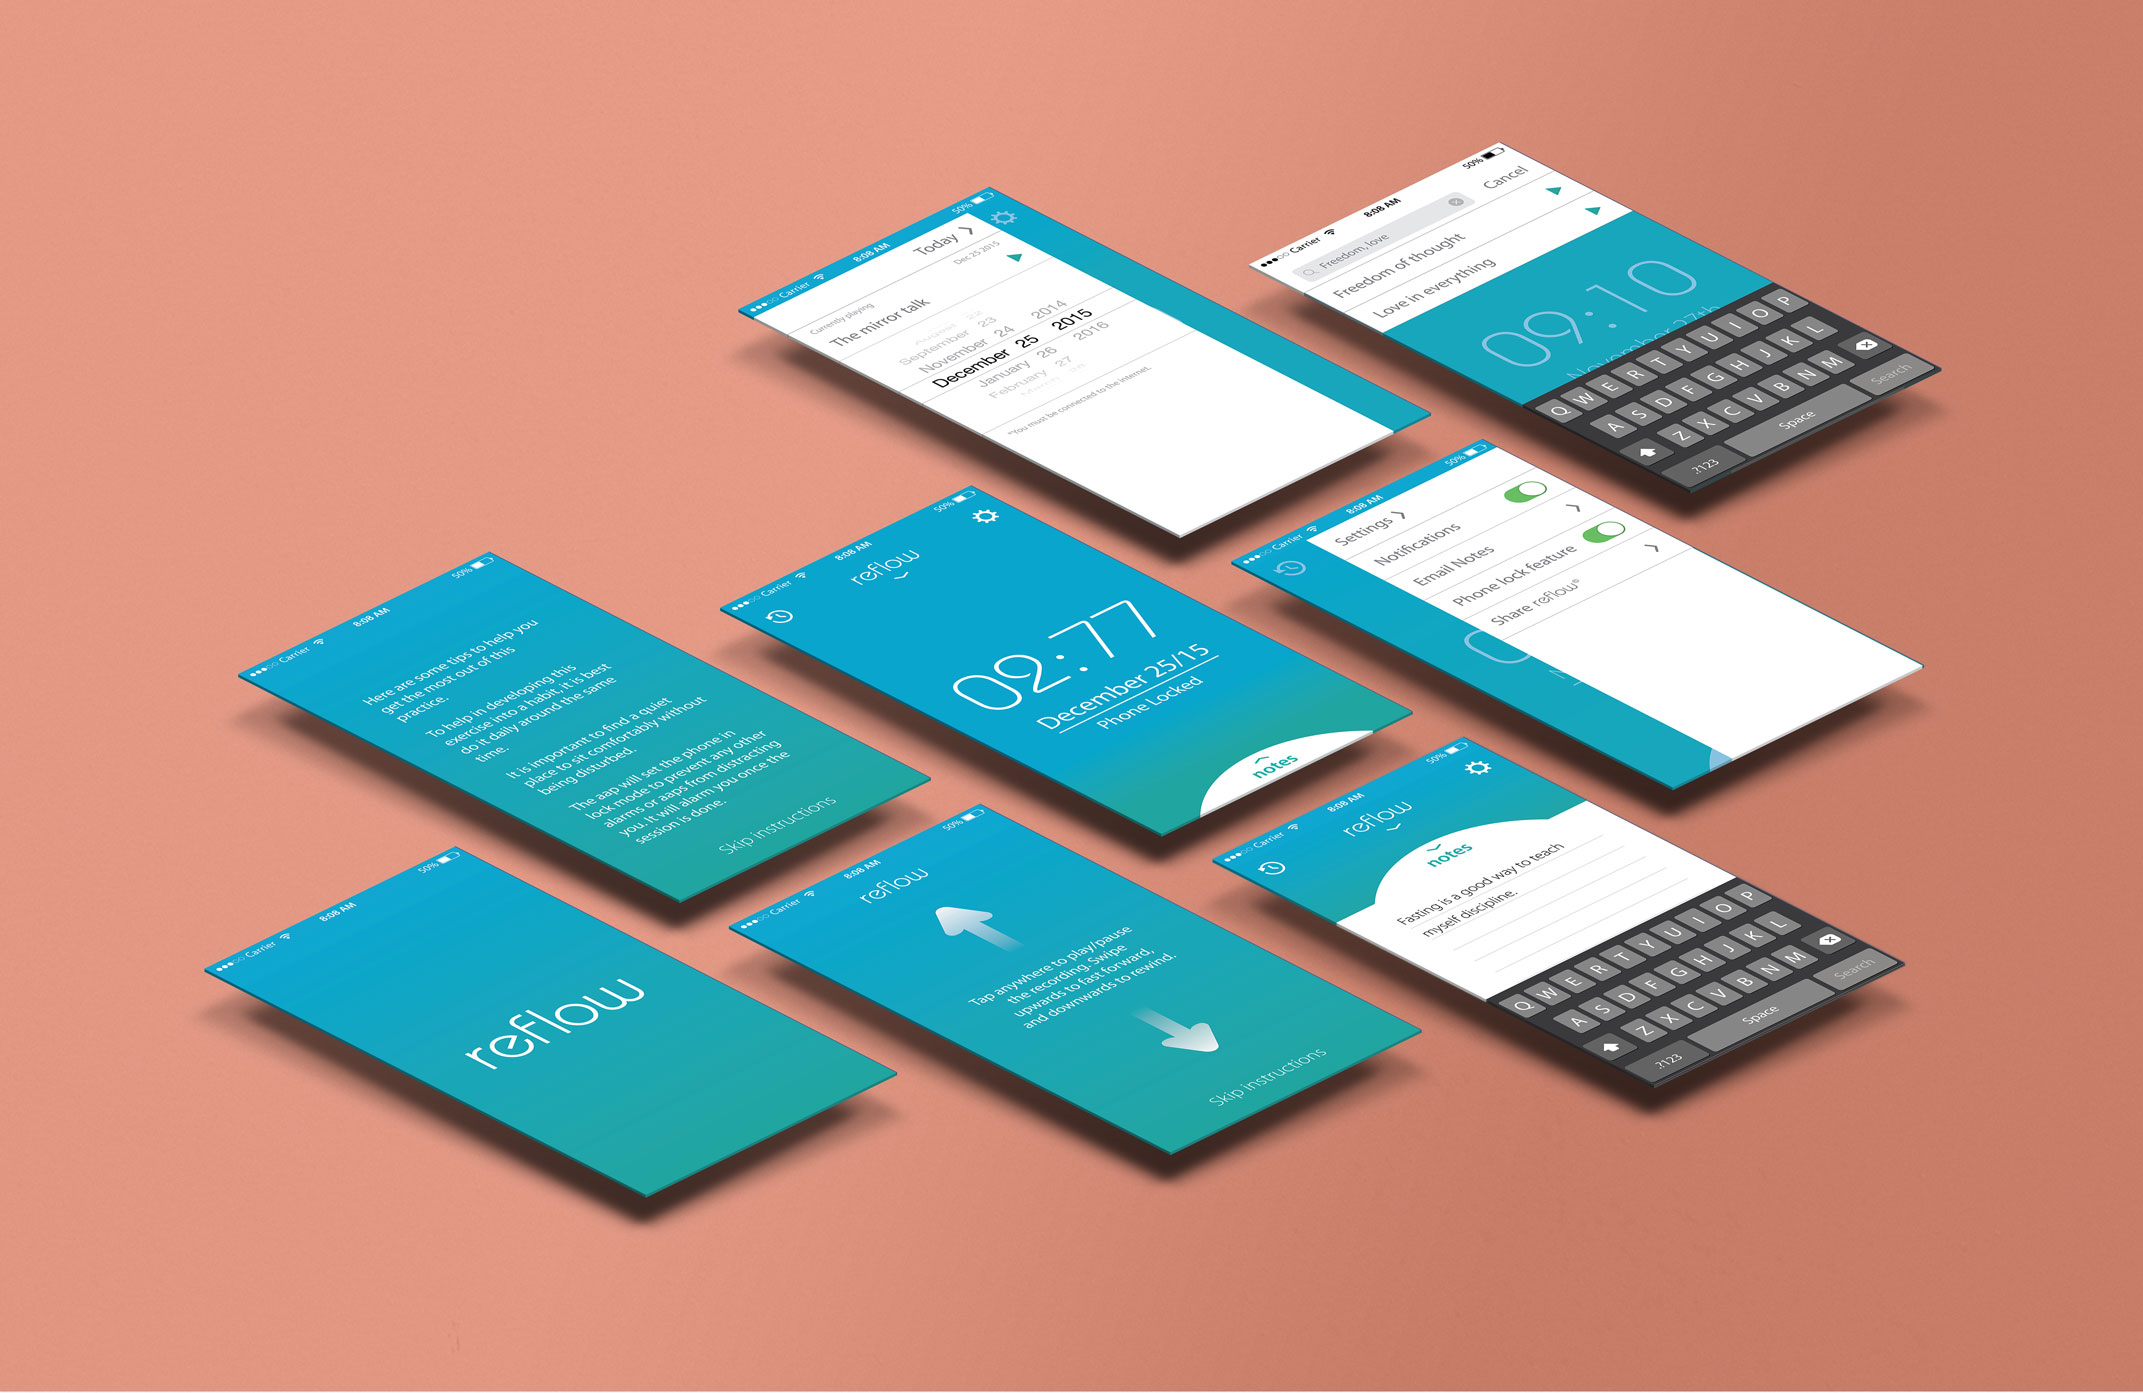 50%
8:08 AM
Carrier
Today
Dec 25 2015
Currently playing
The mirror talk
September 23
November 24 2014
December 25 2015
January 26 2016
February 27
*You must be connected to the internet.
50%
8:08 AM
Carrier
Cancel
Freedom, love
Freedom of thought
Love in everything
09:10
November 27th
Q W E R T Y U I O P
A S D F G H J K L
Z X C V B N M
.?123 Space Search
50%
8:08 AM
Carrier
Here are some tips to help you
get the most out of this
practice.
To help in developing this
exercise into a habit, it is best
do it daily around the same
time.
It is important to find a quiet
place to sit comfortably without
being disturbed.
The aap will set the phone in
lock mode to prevent any other
alarms or aaps from distracting
you. It will alarm you once the
session is done.
Skip instructions
50%
8:08 AM
Carrier
reflow
02:77
December 25/15
Phone Locked
notes
50%
8:08 AM
Carrier
Settings
Notifications
Email Notes
Phone lock feature
Share reflow®
50%
8:08 AM
Carrier
reflow
50%
8:08 AM
Carrier
reflow
Tap anywhere to play/pause
the recording. Swipe
upwards to fast forward,
and downwards to rewind.
Skip instructions
50%
8:08 AM
Carrier
reflow
notes
Fasting is a good way to teach
myself discipline.
Q W E R T Y U I O P
A S D F G H J K L
Z X C V B N M
.?123 Space Search